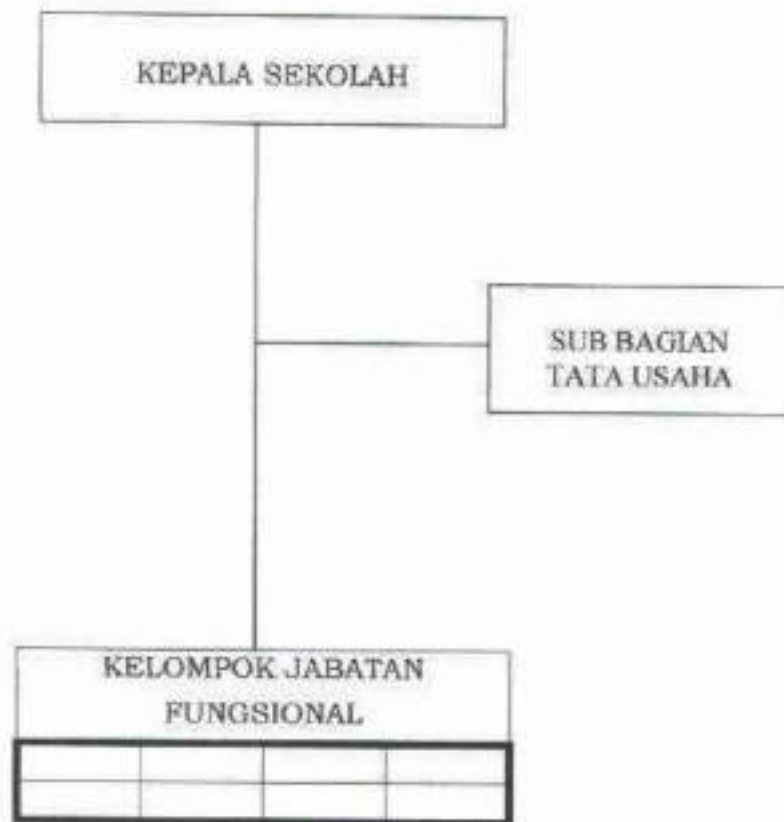 KEPALA SEKOLAH
SUB BAGIAN
TATA USAHA
KELOMPOK JABATAN
FUNGSIONAL